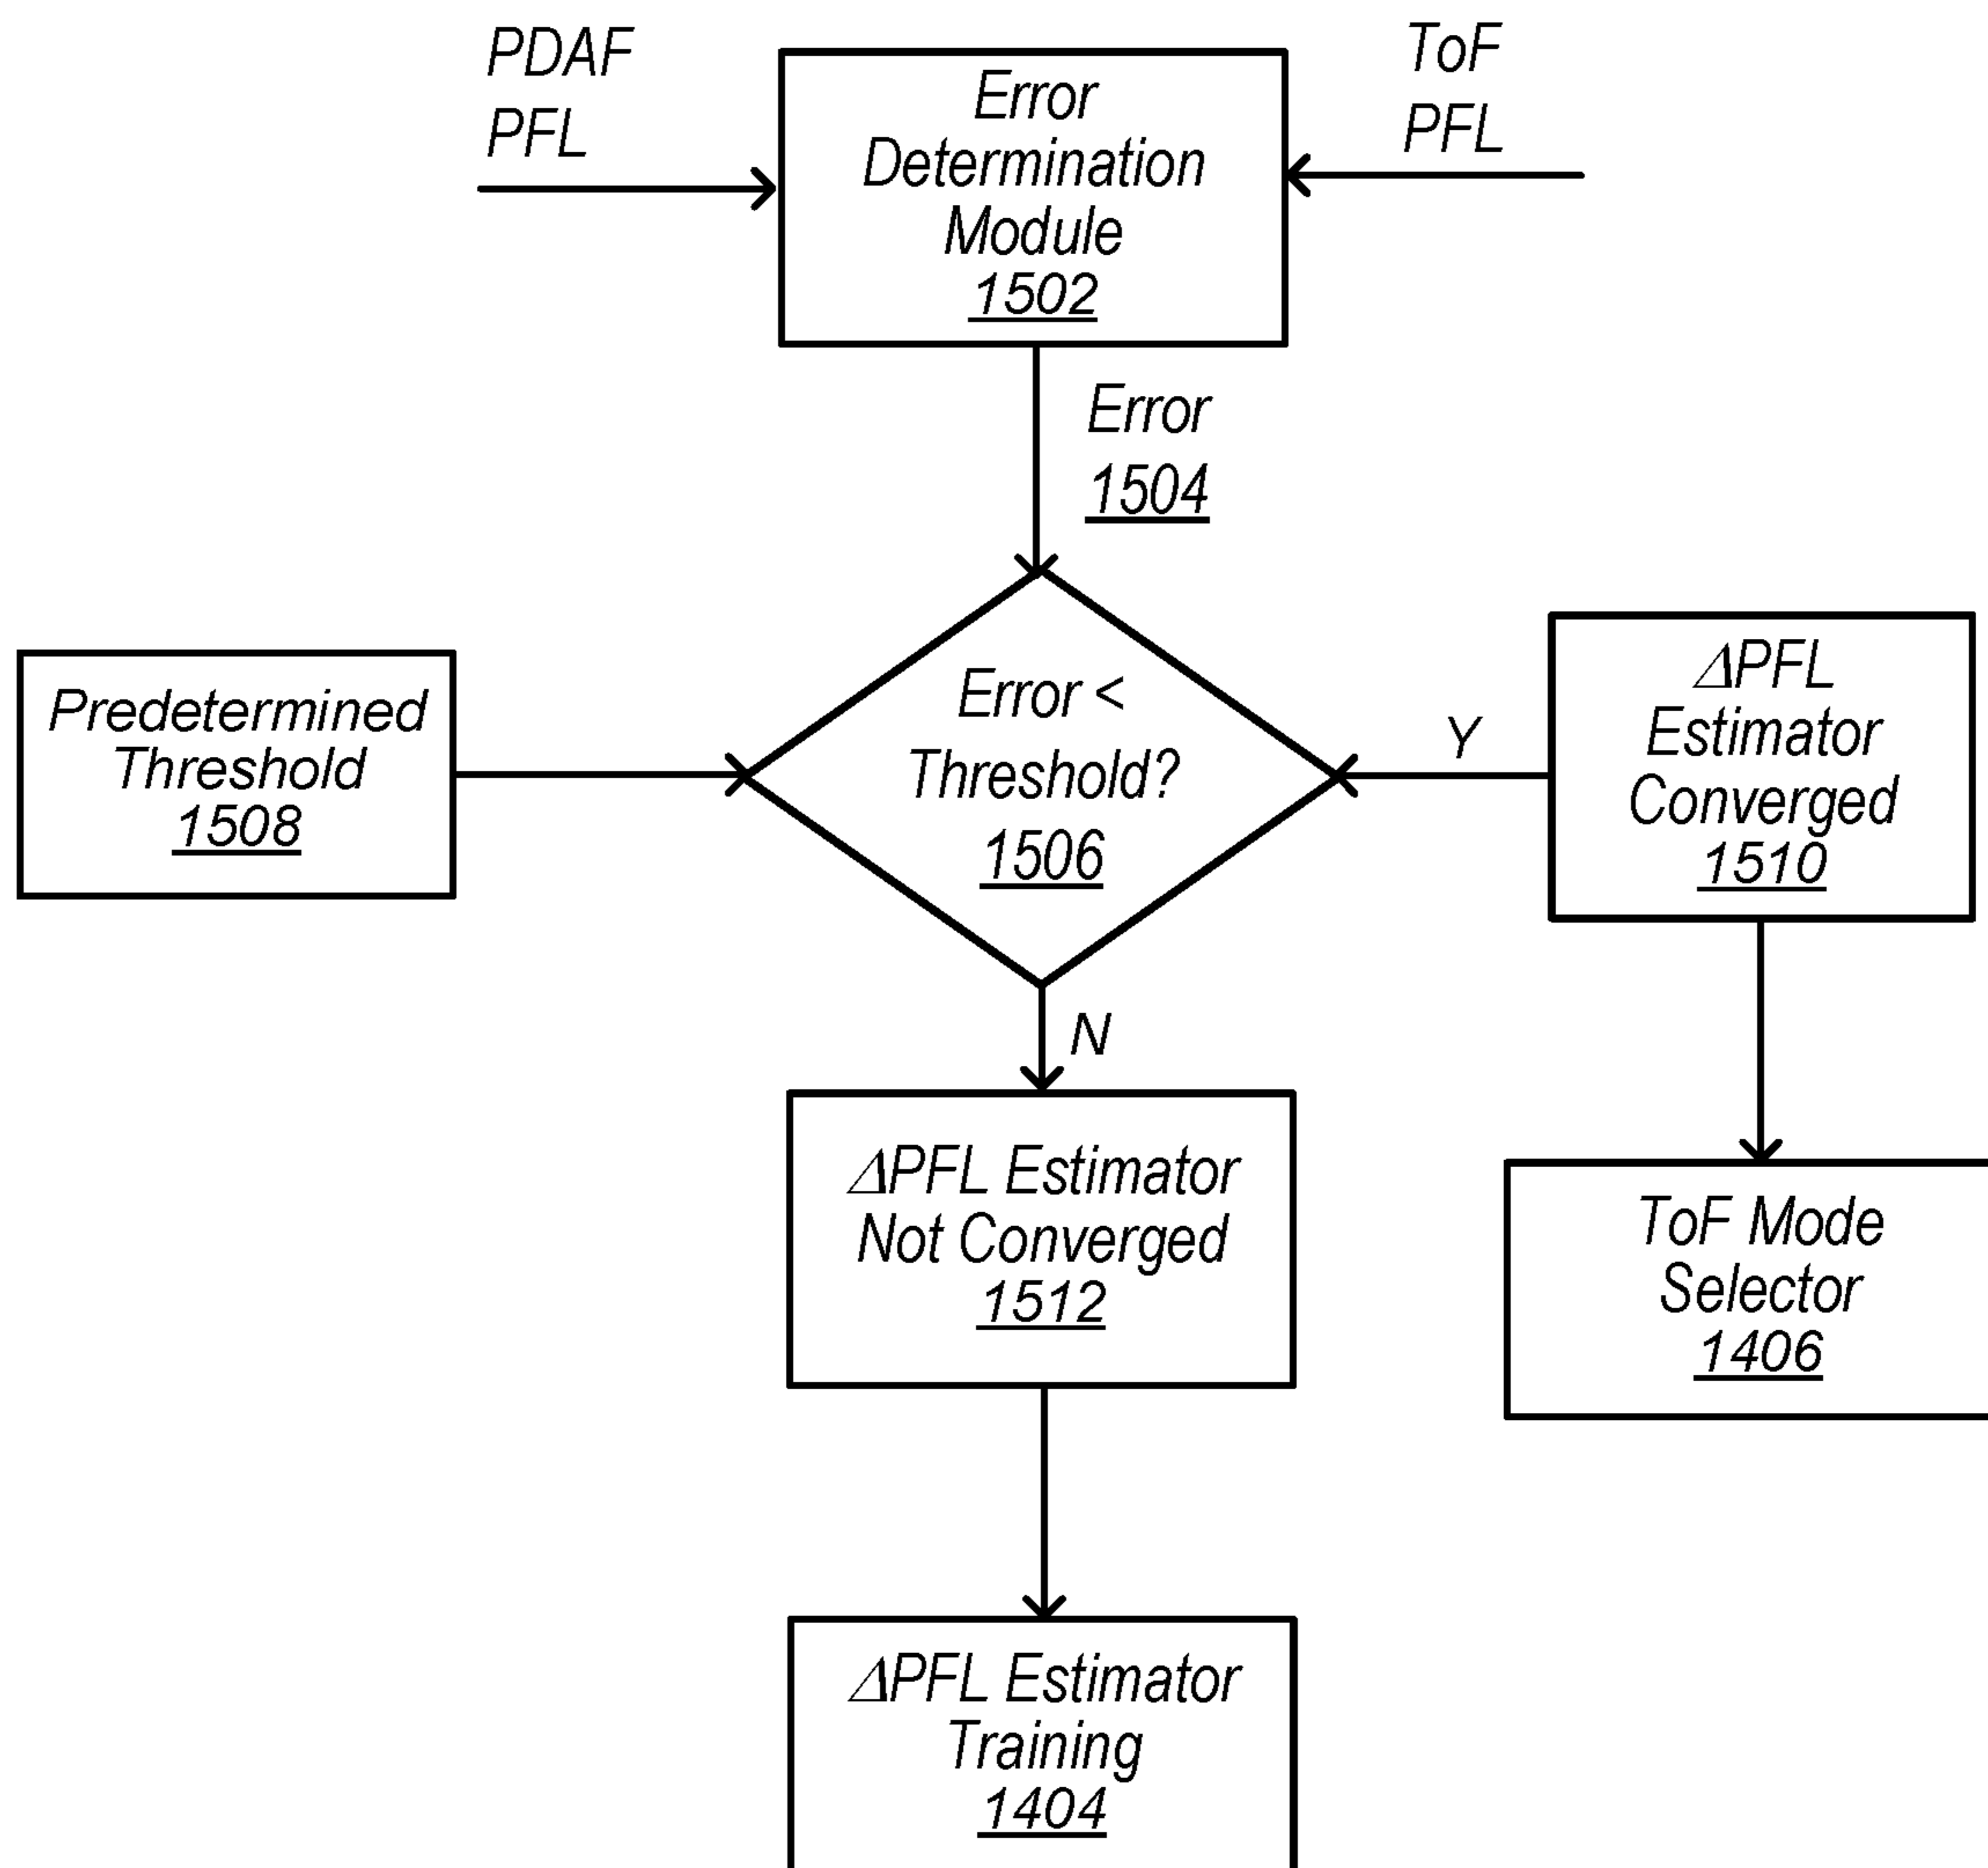 PDAF
PFL
Error
Determination
Module
1502
ToF
PFL
Error
1504
Predetermined
Threshold
1508
Error <
Threshold?
1506
Y
ΔPFL
Estimator
Converged
1510
N
ΔPFL Estimator
Not Converged
1512
ToF Mode
Selector
1406
ΔPFL Estimator
Training
1404